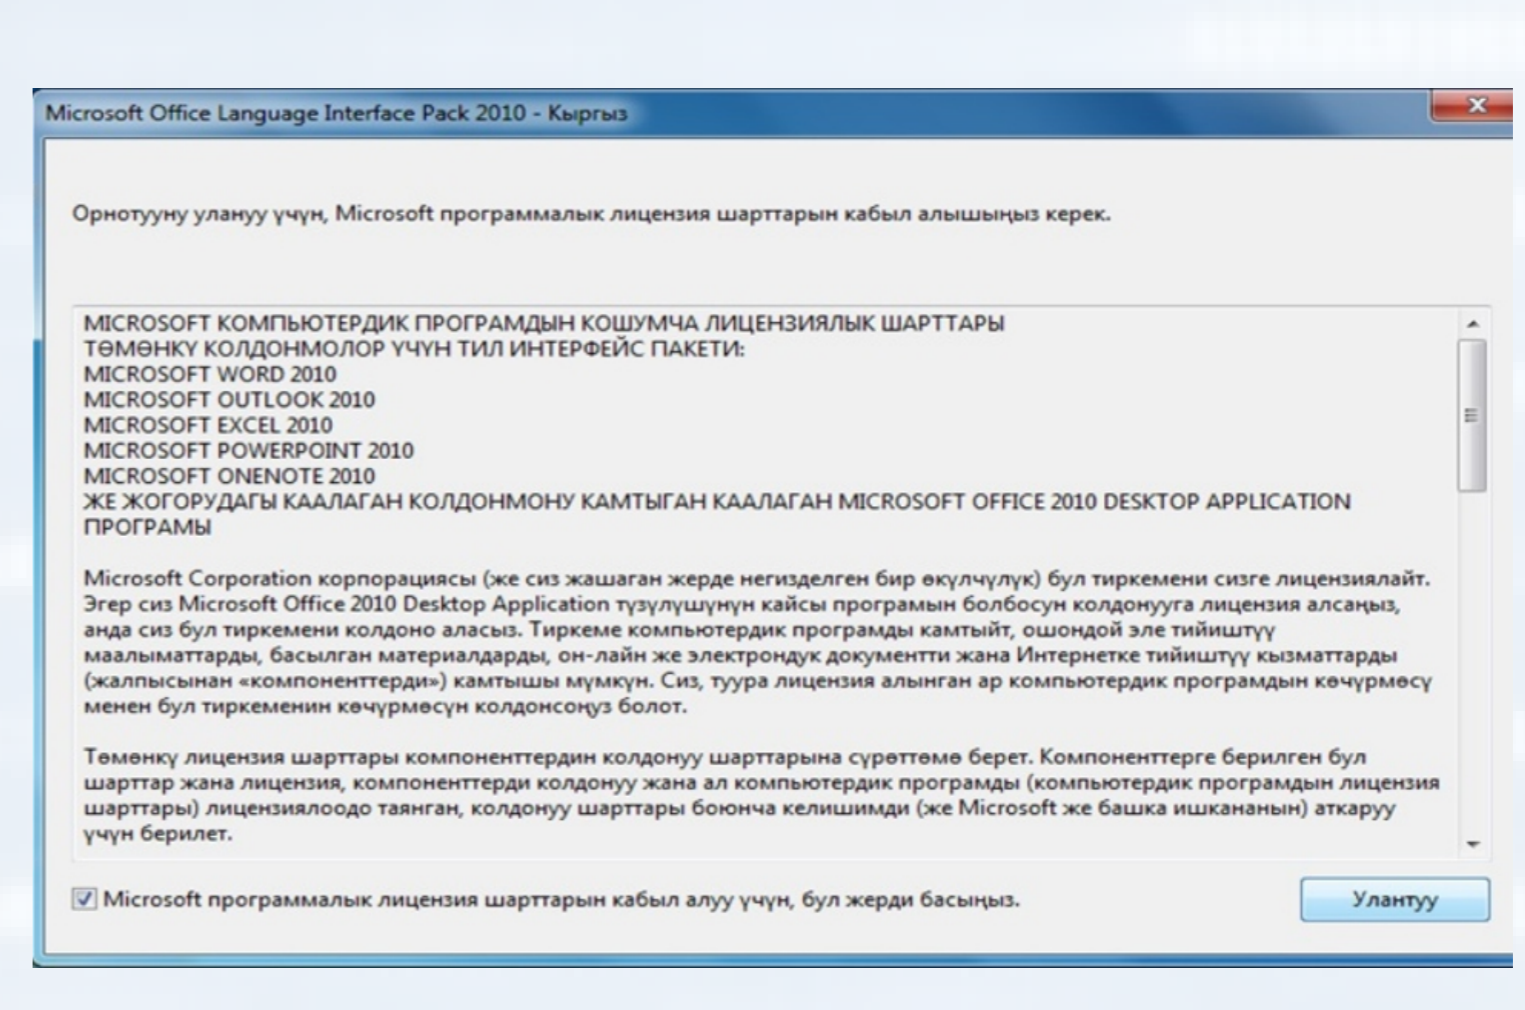 Microsoft Office Language Interface Pack 2010 - Кыргыз
Орнотууну улануу үчүн, Microsoft программалык лицензия шарттарын кабыл алышыңыз керек.
MICROSOFT КОМПЬЮТЕРДИК ПРОГРАМДЫН КОШУМЧА ЛИЦЕНЗИЯЛЫК ШАРТТАРЫ
ТӨМӨНКҮ КОЛДОНМОЛОР ҮЧҮН ТИЛ ИНТЕРФЕЙС ПАКЕТИ:
MICROSOFT WORD 2010
MICROSOFT OUTLOOK 2010
MICROSOFT EXCEL 2010
MICROSOFT POWERPOINT 2010
MICROSOFT ONENOTE 2010
ЖЕ ЖОГОРУДАГЫ КААЛАГАН КОЛДОНМОНУ КАМТЫГАН КААЛАГАН MICROSOFT OFFICE 2010 DESKTOP APPLICATION
ПРОГРАМЫ
Microsoft Corporation корпорациясы (же сиз жашаган жерде негизделген бир өкүлчүлүк) бул тиркемени сизге лицензиялайт.
Эгер сиз Microsoft Office 2010 Desktop Application түзүлүшүнүн кайсы програмын болбосун колдонууга лицензия алсаңыз,
анда сиз бул тиркемени колдоно аласыз. Тиркеме компьютердик програмды камтыйт, ошондой эле тийиштүү
маалыматтарды, басылган материалдарды, он-лайн же электрондук документти жана Интернетке тийиштүү кызматтарды
(жалпысынан «компоненттерди») камтышы мүмкүн. Сиз, туура лицензия алынган ар компьютердик програмдын көчүрмөсү
менен бул тиркеменин көчүрмөсүн колдонсоңуз болот.
Төмөнкү лицензия шарттары компоненттердин колдонуу шарттарына сүрөттөмө берет. Компоненттерге берилген бул
шарттар жана лицензия, компоненттерди колдонуу жана ал компьютердик програмды (компьютердик програмдын лицензия
шарттары) лицензиялоодо таянган, колдонуу шарттары боюнча келишимди (же Microsoft же башка ишкананын) аткаруу
үчүн берилет.
Microsoft программалык лицензия шарттарын кабыл алуу үчүн, бул жерди басыңыз.
Улантуу